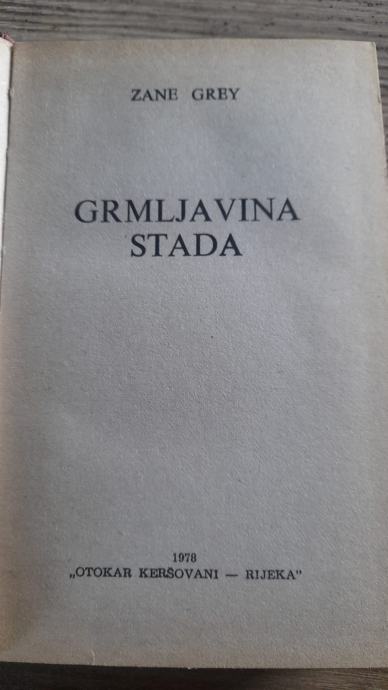 ZANE GREY
GRMLJAVINA
STADA
1978
„OTOKAR KERŠOVANI — RIJEKA"